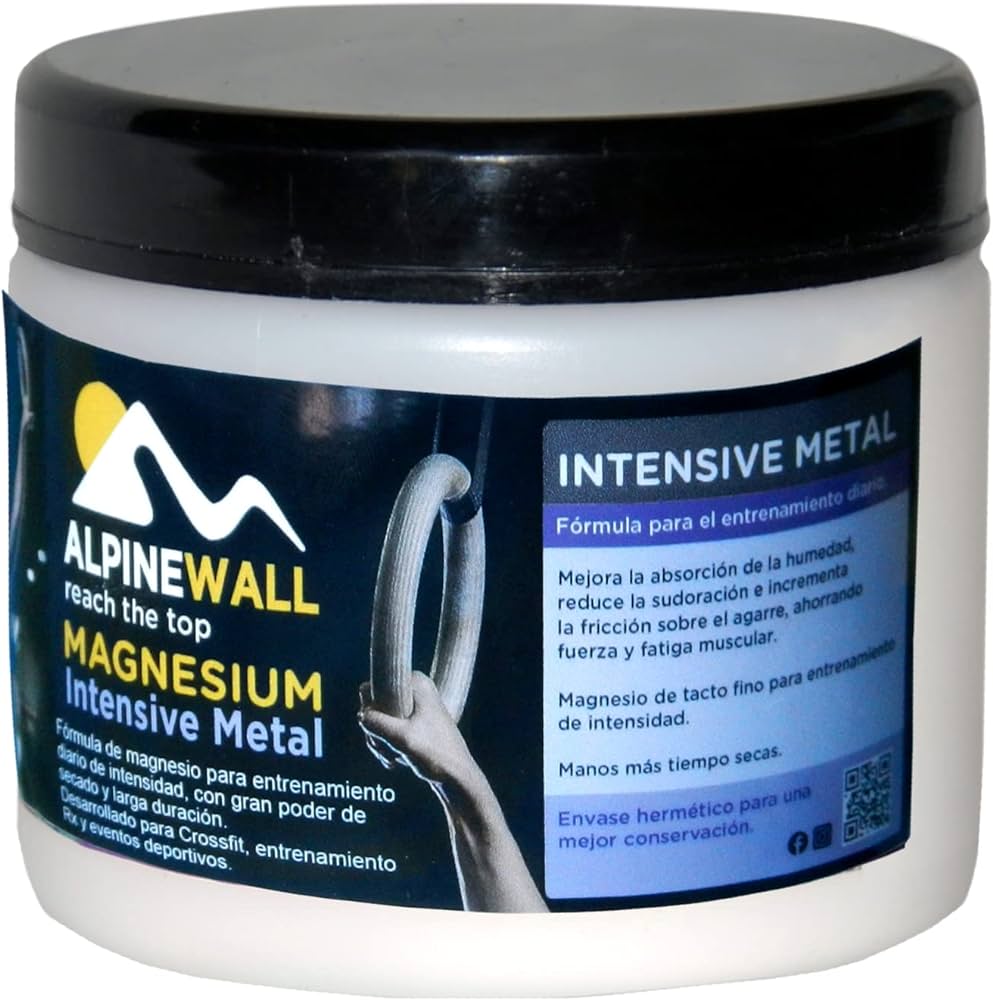 ALPINEWALL
reach the top
MAGNESIUM
Intensive Metal
Fórmula de magnesio para entrenamiento
diario de intensidad, con gran poder de
secado y larga duración.
Desarrollado para Crossfit, entrenamiento
Rx y eventos deportivos.
INTENSIVE METAL
Fórmula para el entrenamiento diario.
Mejora la absorción de la humedad,
reduce la sudoración e incrementa
la fricción sobre el agarre, ahorrando
fuerza y fatiga muscular.
Magnesio de tacto fino para entrenamiento
de intensidad.
Manos más tiempo secas.
Envase hermético para una
mejor conservación.